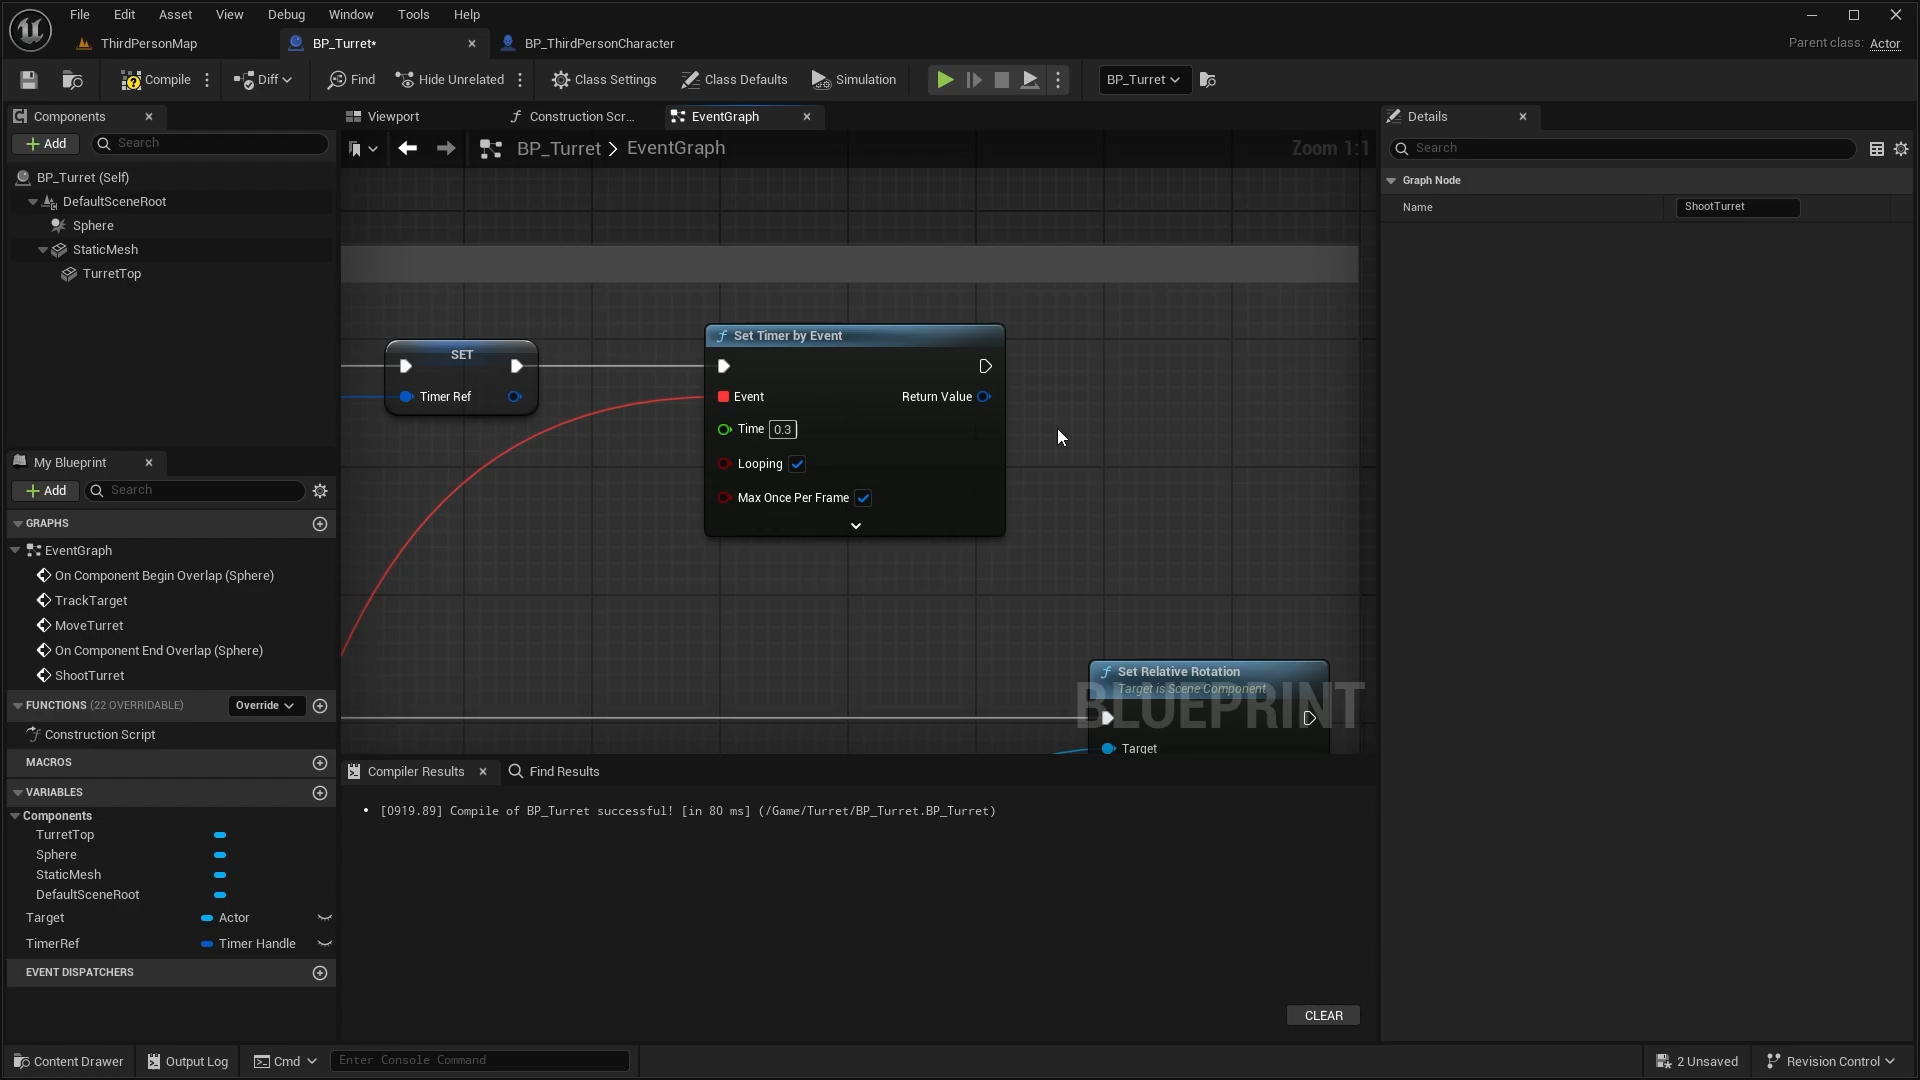 File Edit Asset View Debug Window Tools Help
ThirdPersonMap BP_Turret* BP_ThirdPersonCharacter
Parent class: Actor
Compile Diff Find Hide Unrelated Class Settings Class Defaults Simulation BP_Turret
Components
Add Search
BP_Turret (Self)
DefaultSceneRoot
Sphere
StaticMesh
TurretTop
My Blueprint
Add Search
GRAPHS
EventGraph
On Component Begin Overlap (Sphere)
TrackTarget
MoveTurret
On Component End Overlap (Sphere)
ShootTurret
FUNCTIONS (22 OVERRIDABLE) Override
Construction Script
MACROS
VARIABLES
Components
TurretTop
Sphere
StaticMesh
DefaultSceneRoot
Target Actor
TimerRef Timer Handle
EVENT DISPATCHERS
Viewport Construction Scr... EventGraph
BP_Turret > EventGraph
Zoom 1:1
SET
Timer Ref
Set Timer by Event
Event Return Value
Time 0.3
Looping
Max Once Per Frame
Set Relative Rotation
Target is Scene Component
BLUEPRINT
Target
Compiler Results Find Results
• [0919.89] Compile of BP_Turret successful! [in 80 ms] (/Game/Turret/BP_Turret.BP_Turret)
CLEAR
Details
Search
Graph Node
Name ShootTurret
Content Drawer Output Log Cmd Enter Console Command 2 Unsaved Revision Control